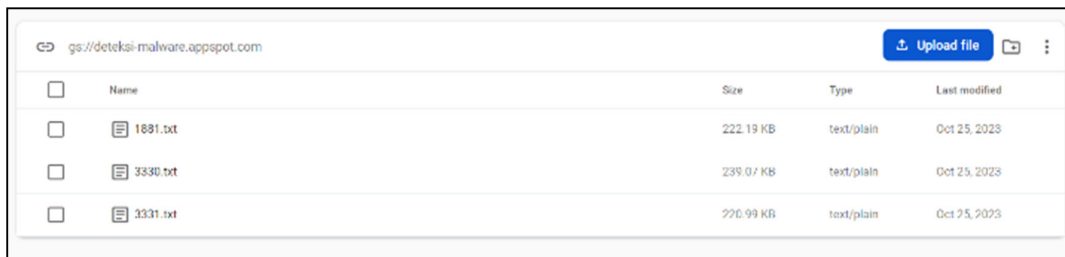 gs://deteksi-malware.appspot.com Upload file
Name Size Type Last modified
1881.txt 222.19 KB text/plain Oct 25, 2023
3330.txt 239.07 KB text/plain Oct 25, 2023
3331.txt 220.99 KB text/plain Oct 25, 2023